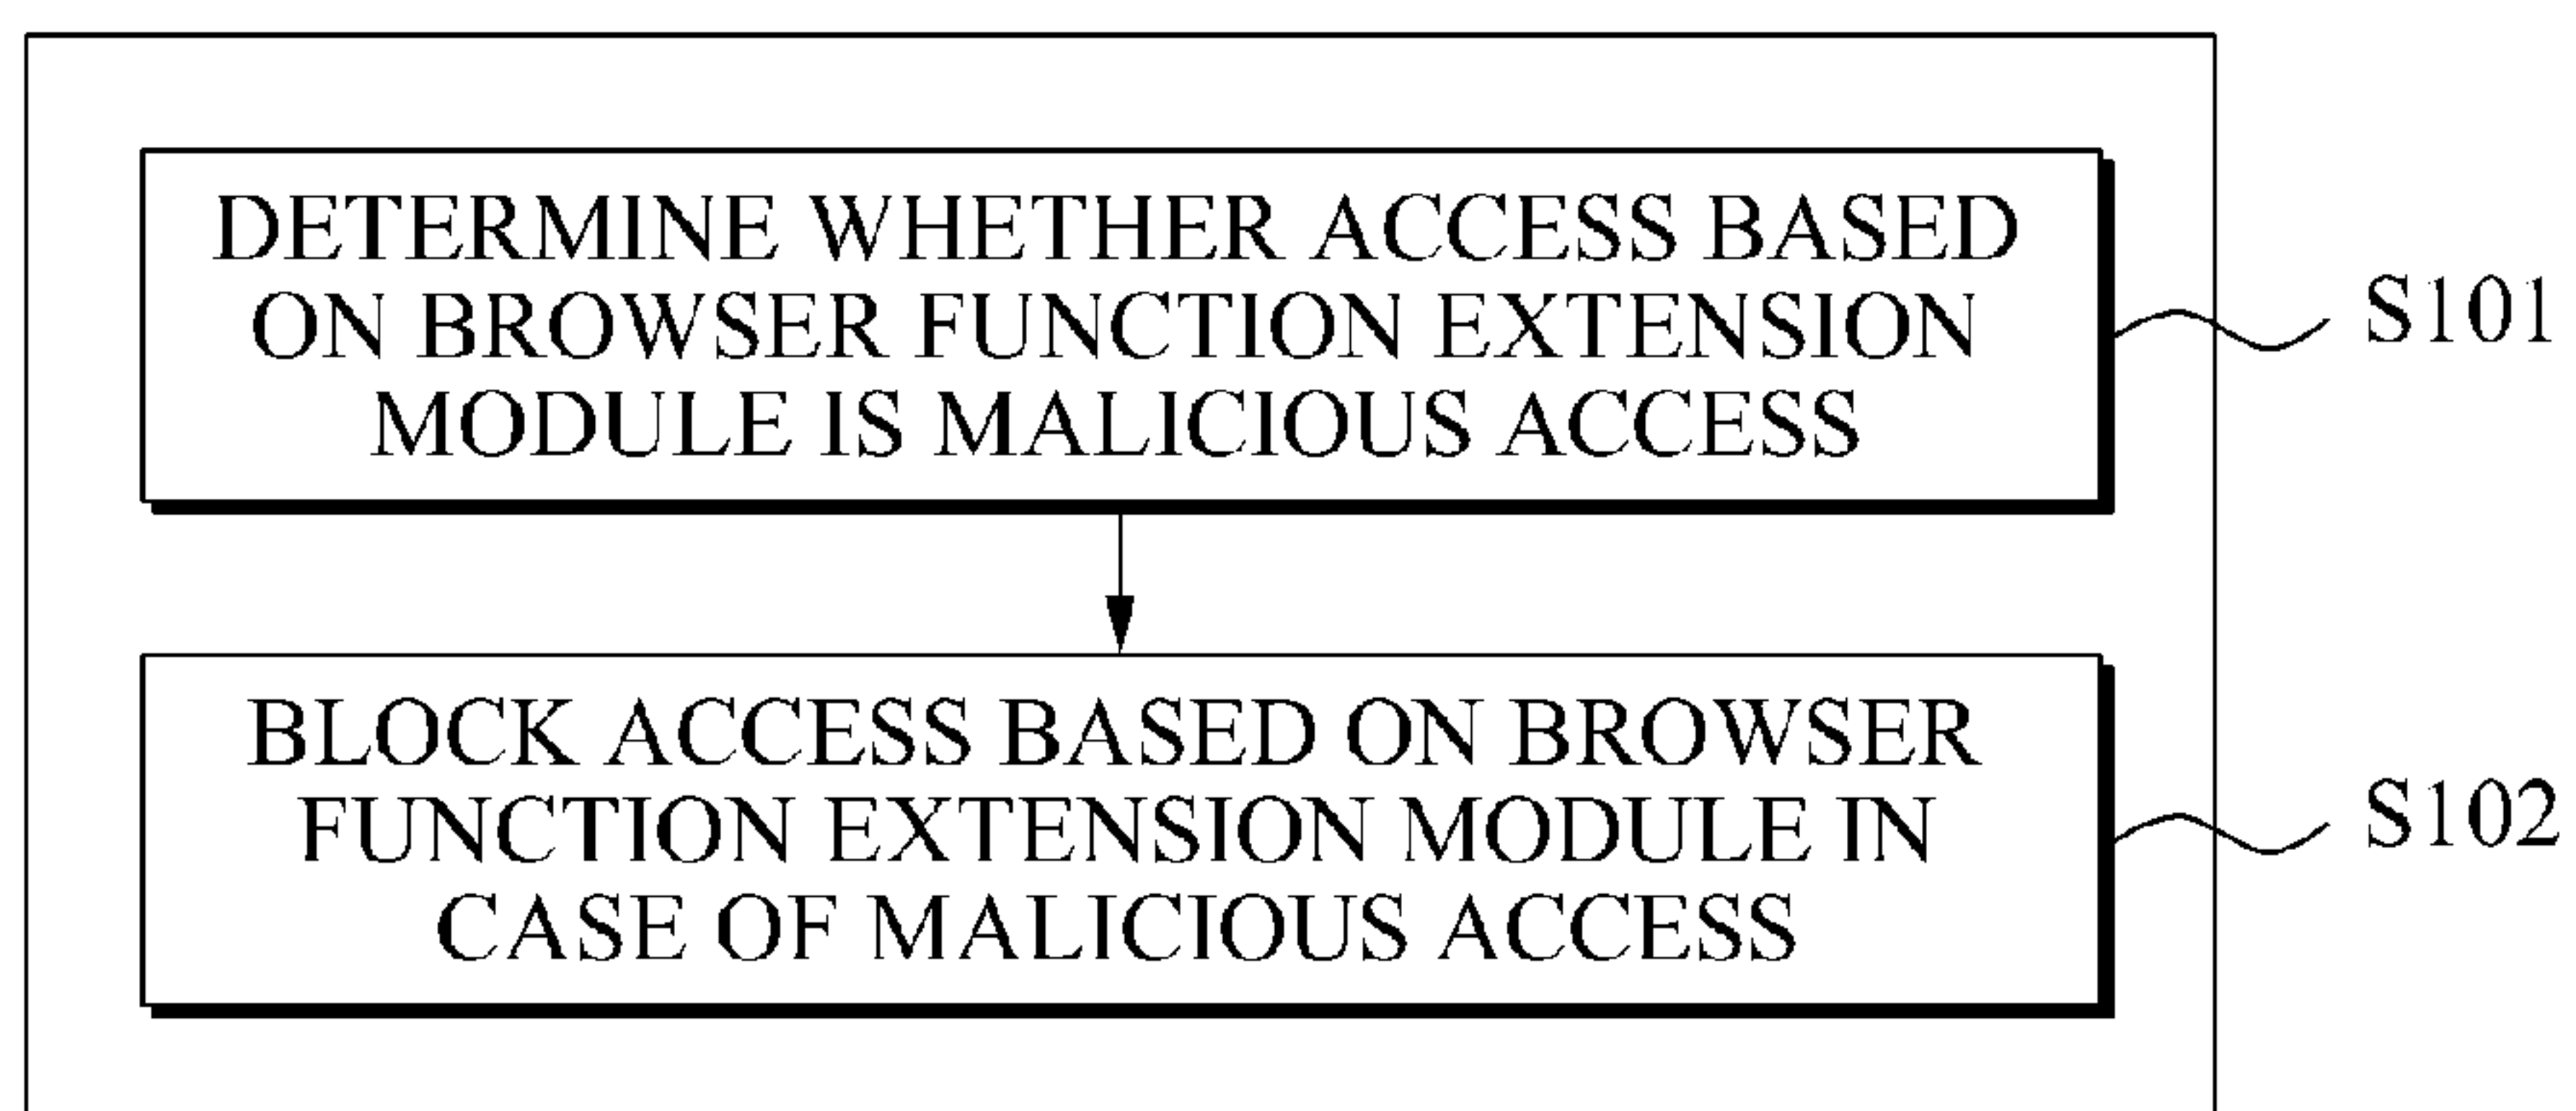 DETERMINE WHETHER ACCESS BASED
ON BROWSER FUNCTION EXTENSION
MODULE IS MALICIOUS ACCESS
S101
BLOCK ACCESS BASED ON BROWSER
FUNCTION EXTENSION MODULE IN
CASE OF MALICIOUS ACCESS
S102